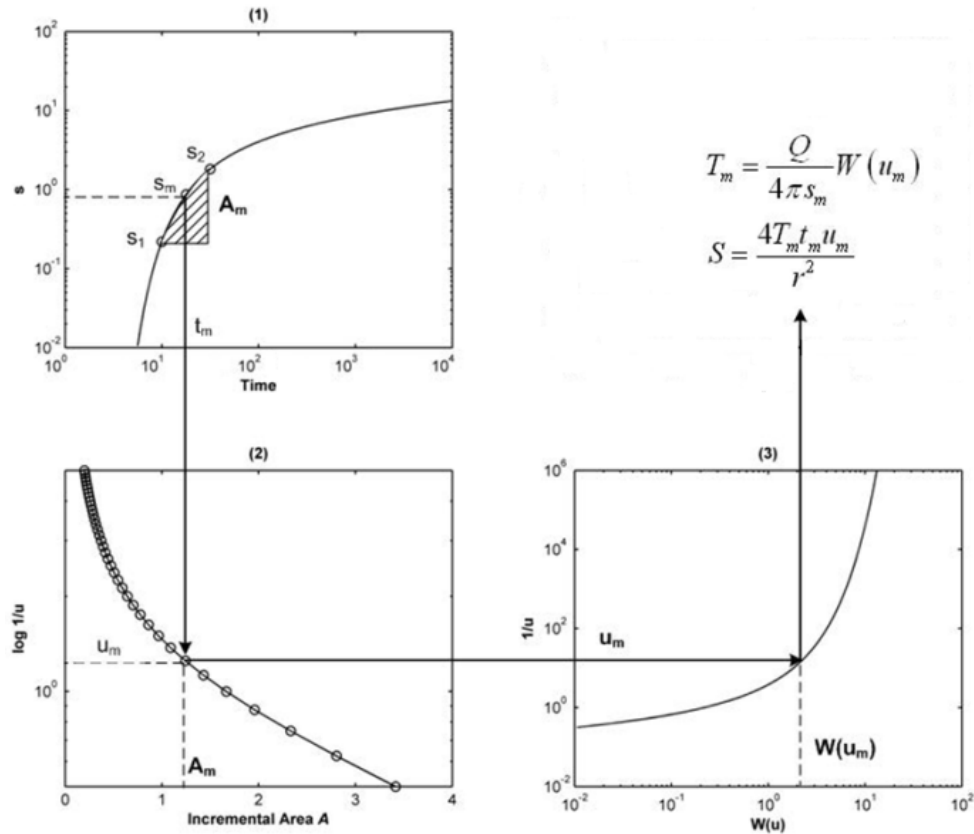 (1)
10^2
10^1
10^0
10^-1
10^-2
s
s_2
s_m
A_m
s_1
t_m
10^0 10^1 10^2 10^3 10^4
Time
T_m = \frac{Q}{4πs_m} W(u_m)
S = \frac{4T_m t_m u_m}{r^2}
(2)
log 1/u
u_m
10^0
A_m
0 1 2 3 4
Incremental Area A
(3)
10^6
10^4
10^2
10^0
10^-2
1/u
u_m
W(u_m)
10^-2 10^-1 10^0 10^1 10^2
W(u)